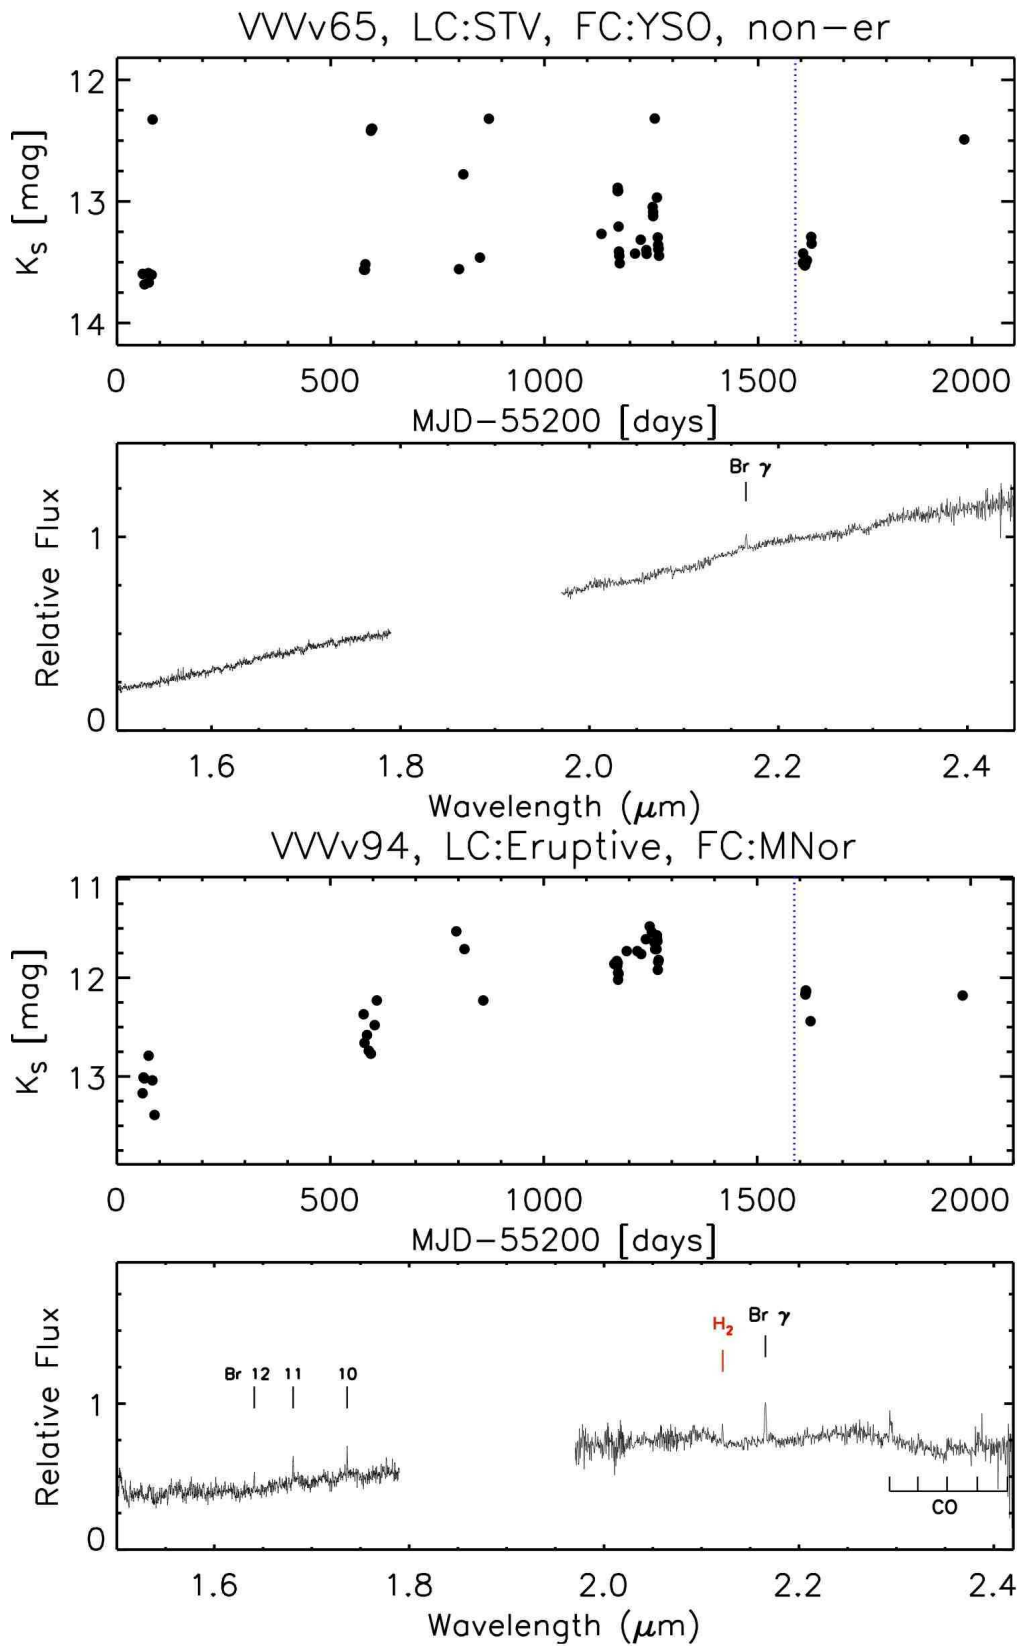 VVVv65, LC:STV, FC:YSO, non-er
12
13
14
K_S [mag]
0 500 1000 1500 2000
MJD-55200 [days]
Br γ
1
0
Relative Flux
1.6 1.8 2.0 2.2 2.4
Wavelength (μm)
VVVv94, LC:Eruptive, FC:MNor
11
12
13
K_S [mag]
0 500 1000 1500 2000
MJD-55200 [days]
H_2 Br γ
Br 12 11 10
1
0
Relative Flux
CO
1.6 1.8 2.0 2.2 2.4
Wavelength (μm)